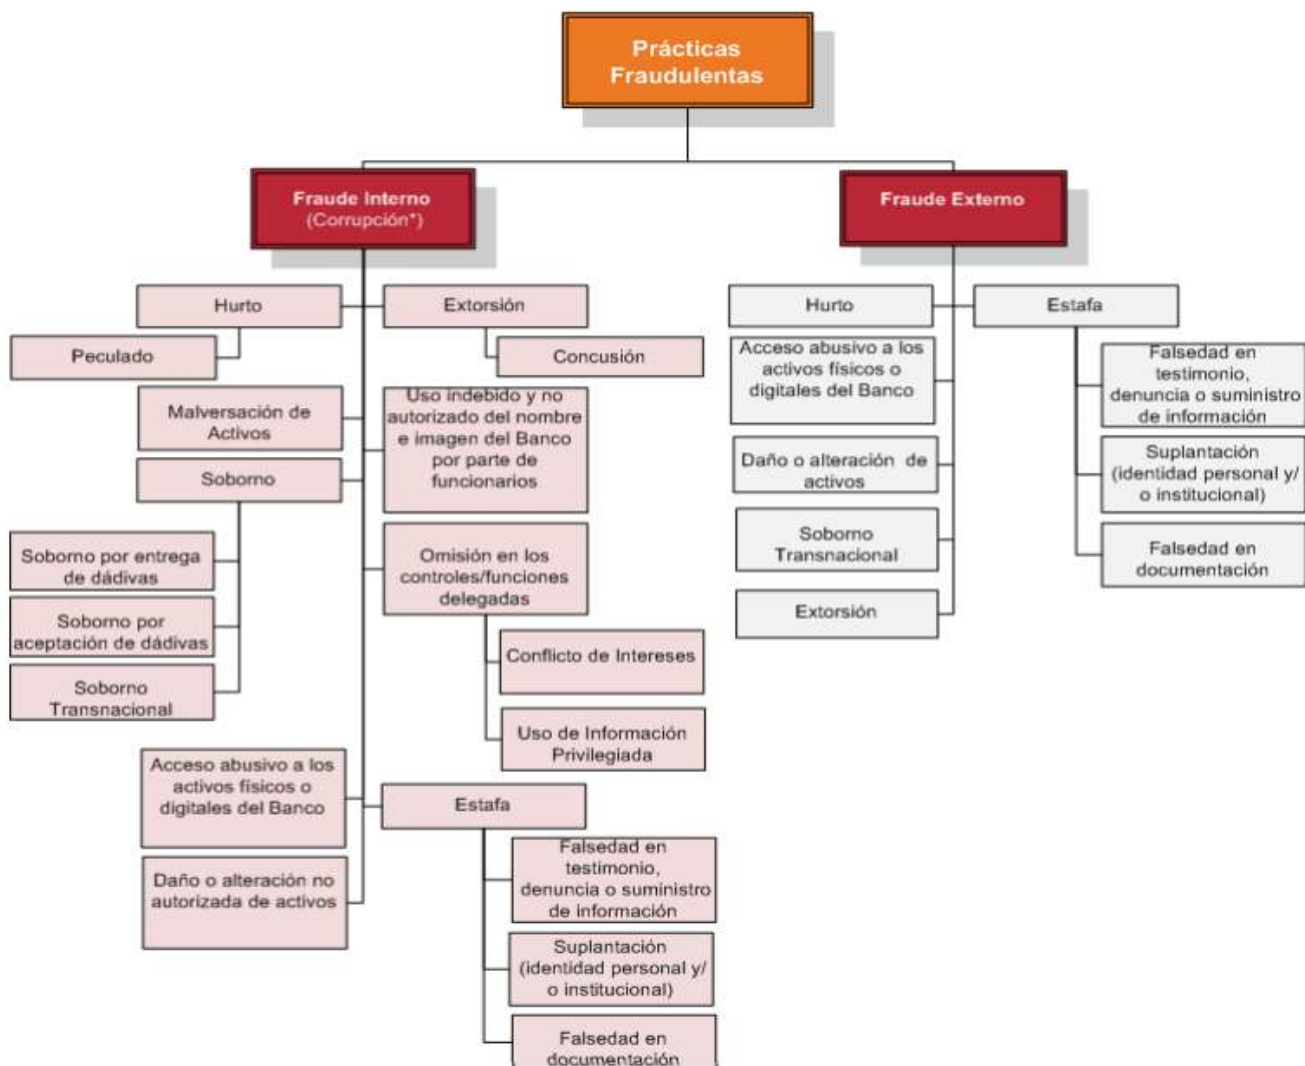 Prácticas
Fraudulentas
Fraude Interno
(Corrupción*)
Fraude Externo
Hurto
Extorsión
Peculado
Concusión
Malversación de
Activos
Uso indebido y no
autorizado del nombre
e imagen del Banco
por parte de
funcionarios
Soborno
Soborno por entrega
de dádivas
Soborno por
aceptación de dádivas
Soborno
Transnacional
Omisión en los
controles/funciones
delegadas
Conflicto de Intereses
Uso de Información
Privilegiada
Acceso abusivo a los
activos físicos o
digitales del Banco
Daño o alteración no
autorizada de activos
Estafa
Falsedad en
testimonio,
denuncia o suministro
de información
Suplantación
(identidad personal y/
o institucional)
Falsedad en
documentación
Hurto
Estafa
Acceso abusivo a los
activos físicos o
digitales del Banco
Daño o alteración de
activos
Soborno
Transnacional
Extorsión
Falsedad en
testimonio,
denuncia o suministro
de información
Suplantación
(identidad personal y/
o institucional)
Falsedad en
documentación